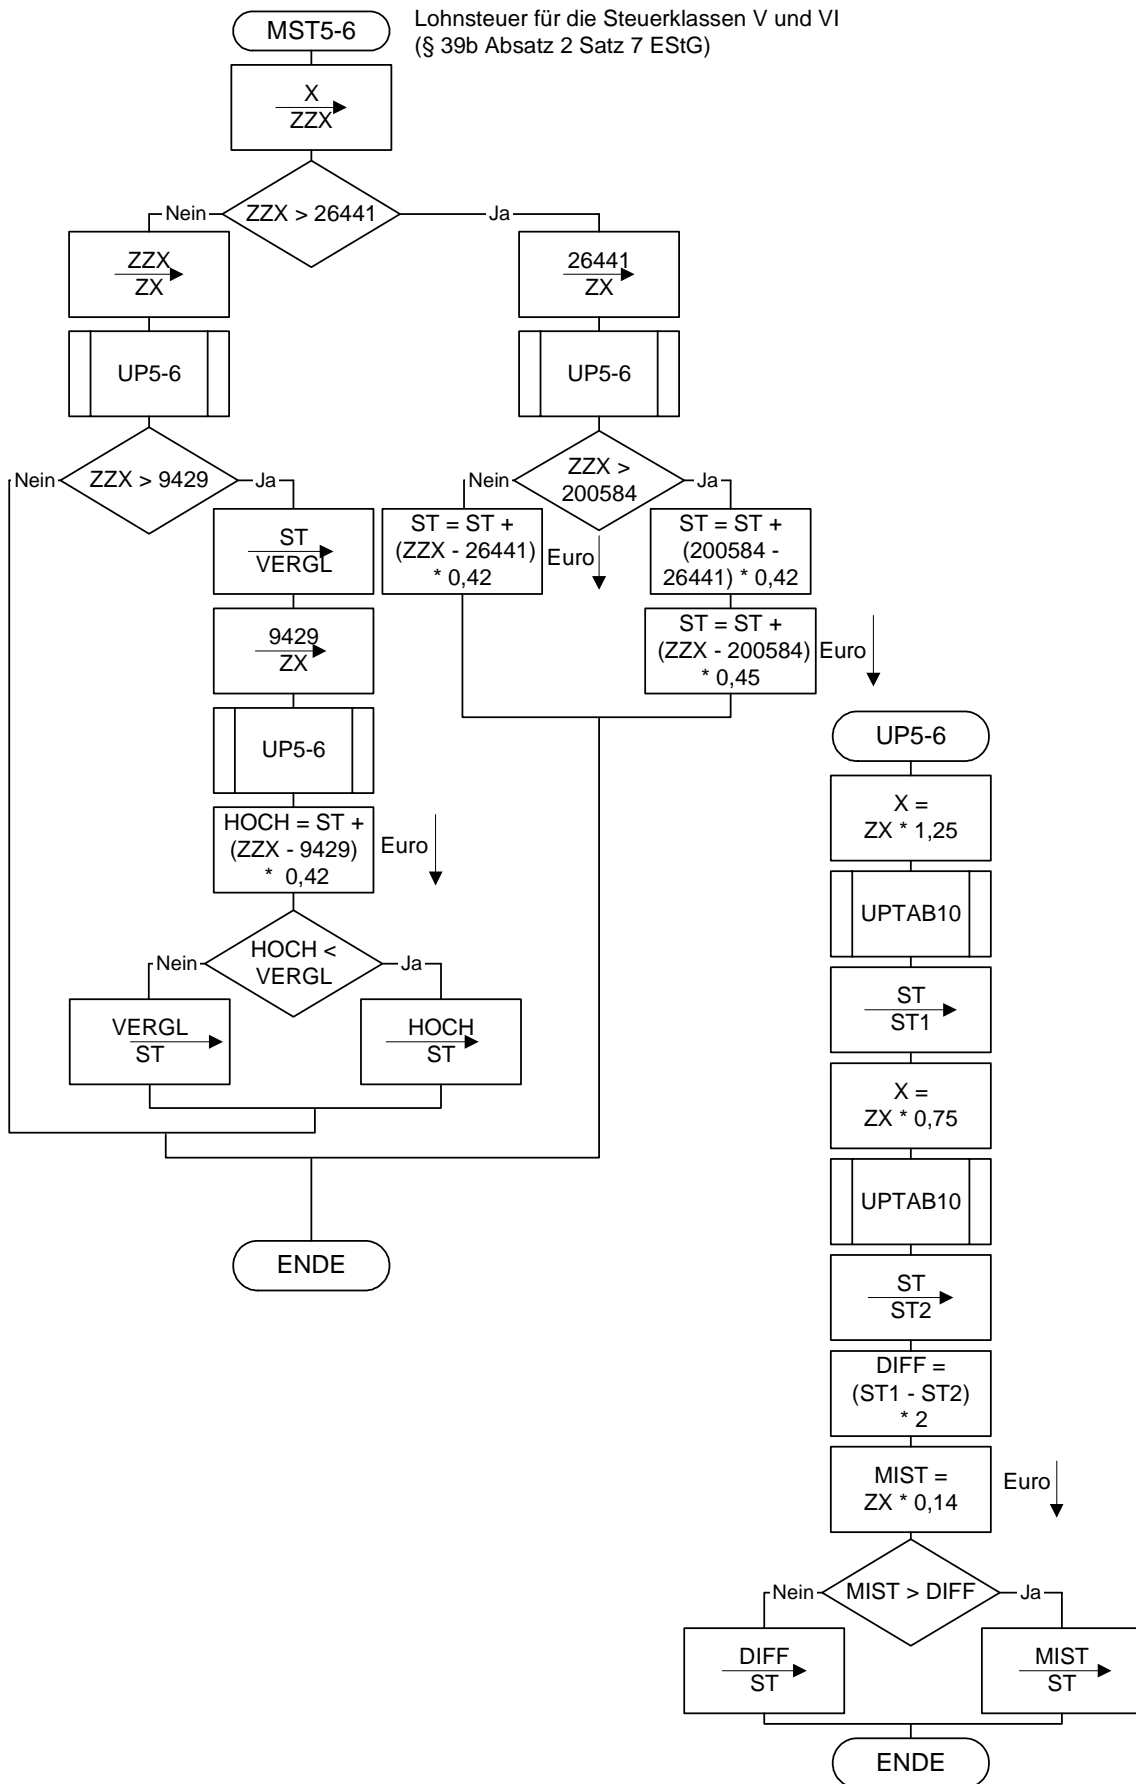 MST5-6
Lohnsteuer für die Steuerklassen V und VI
(§ 39b Absatz 2 Satz 7 EStG)
X
ZZX
Nein
ZZX > 26441
Ja
ZZX
ZX
26441
ZX
UP5-6
UP5-6
Nein
ZZX > 9429
Ja
Nein
ZZX >
200584
Ja
ST
VERGL
ST = ST +
(ZZX - 26441)
* 0,42
Euro
ST = ST +
(200584 -
26441) * 0,42
9429
ZX
ST = ST +
(ZZX - 200584)
* 0,45
Euro
UP5-6
HOCH = ST +
(ZZX - 9429)
* 0,42
Euro
Nein
HOCH <
VERGL
Ja
VERGL
ST
HOCH
ST
ENDE
UP5-6
X =
ZX * 1,25
UPTAB10
ST
ST1
X =
ZX * 0,75
UPTAB10
ST
ST2
DIFF =
(ST1 - ST2)
* 2
MIST =
ZX * 0,14
Euro
Nein
MIST > DIFF
Ja
DIFF
ST
MIST
ST
ENDE